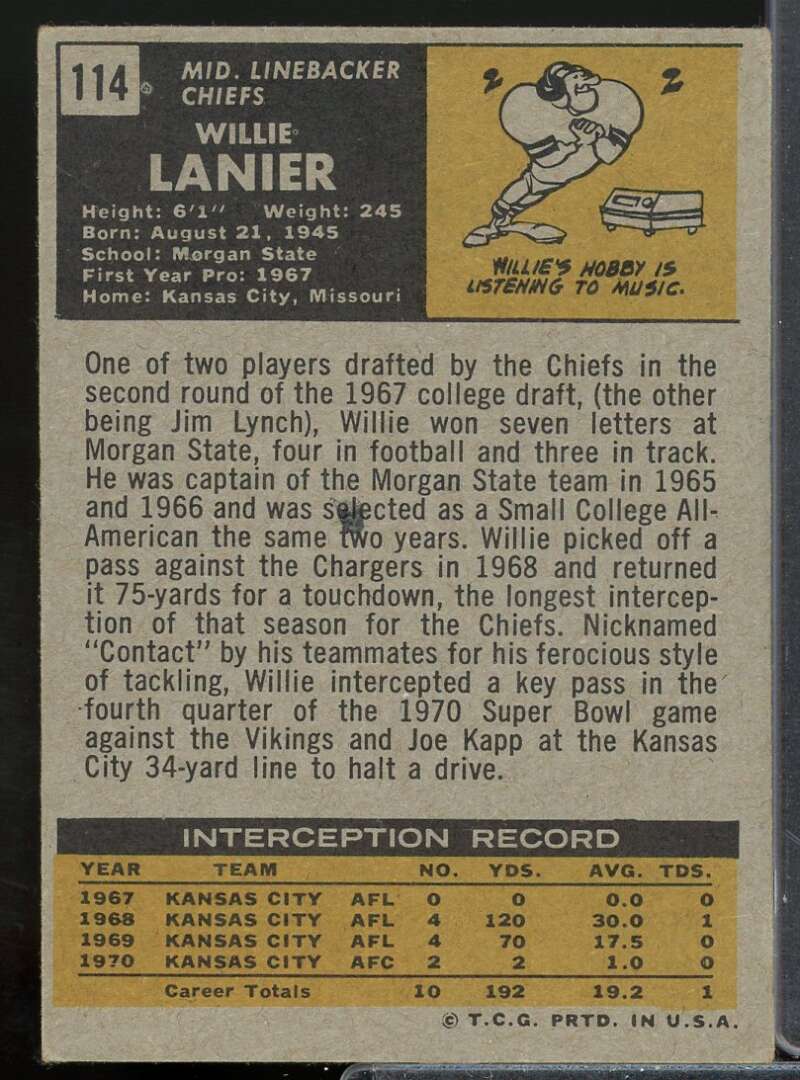 114
MID. LINEBACKER
CHIEFS
WILLIE
LANIER
Height: 6'1" Weight: 245
Born: August 21, 1945
School: Morgan State
First Year Pro: 1967
Home: Kansas City, Missouri
WILLIE'S HOBBY IS
LISTENING TO MUSIC.
One of two players drafted by the Chiefs in the
second round of the 1967 college draft, (the other
being Jim Lynch), Willie won seven letters at
Morgan State, four in football and three in track.
He was captain of the Morgan State team in 1965
and 1966 and was selected as a Small College All-
American the same two years. Willie picked off a
pass against the Chargers in 1968 and returned
it 75-yards for a touchdown, the longest intercep-
tion of that season for the Chiefs. Nicknamed
"Contact" by his teammates for his ferocious style
of tackling, Willie intercepted a key pass in the
fourth quarter of the 1970 Super Bowl game
against the Vikings and Joe Kapp at the Kansas
City 34-yard line to halt a drive.
INTERCEPTION RECORD
YEAR TEAM NO. YDS. AVG. TDS.
1967 KANSAS CITY AFL 0 0 0.0 0
1968 KANSAS CITY AFL 4 120 30.0 1
1969 KANSAS CITY AFL 4 70 17.5 0
1970 KANSAS CITY AFC 2 2 1.0 0
Career Totals 10 192 19.2 1
© T.C.G. PRTD. IN U.S.A.